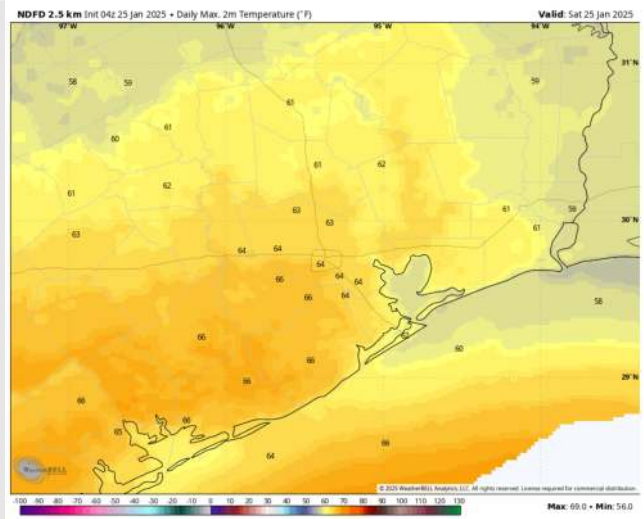 NDFD 2.5 km Init 04z 25 Jan 2025 • Daily Max. 2m Temperature (°F)
Valid: Sat 25 Jan 2025
97°W 96°W 95°W 94°W
31°N
58 59 59
61
60 61
61 62
61 62
63 61 59
63 63 61
64 64
64
66 64 64
66 64
58
66
60
66
66
29°N
66
66
65
64 66
30°N
WeatherBELL
© 2025 WeatherBELL Analytics, LLC. All rights reserved. License required for commercial distribution.
-100 -90 -80 -70 -60 -50 -40 -30 -20 -10 0 10 20 30 40 50 60 70 80 90 100 110 120 130
Max: 69.0 • Min: 56.0